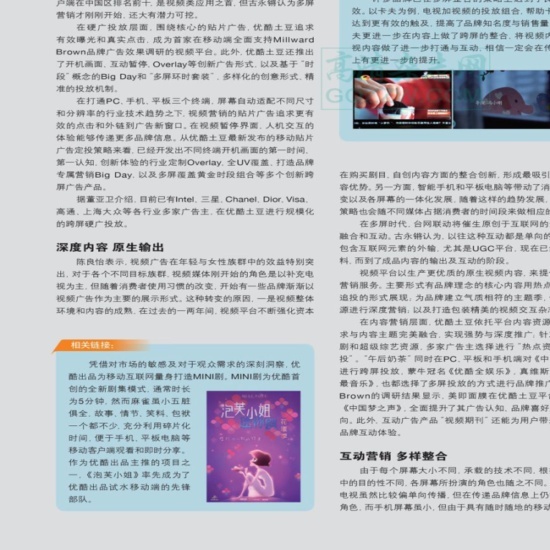 户端在中国区排名前十，是视频类应用之首，但古永锵认为多屏
营销才刚刚开始，还大有潜力可挖。
在硬广投放层面，围绕核心的贴片广告，优酷土豆追求
有效曝光和真实点击，成为首家在移动端全面支持Millward
Brown品牌广告效果调研的视频平台。此外，优酷土豆还推出
了开机画面、互动暂停、Overlay等创新广告形式，以及基于“时
段”概念的Big Day和“多屏环时套装”，多样化的创意形式，精
准的投放机制。
在打通PC、手机、平板三个终端，屏幕自动适配不同尺寸
和分辨率的行业技术趋势之下，视频营销的贴片广告追求更有
效的点击和外链到广告新窗口。在视频暂停界面，人机交互的
体验能够传递更多品牌信息。从优酷土豆最新发布的移动贴片
广告定投策略来看，已经开发出不同终端开机画面的第一时间、
第一认知，创新体验的行业定制Overlay、全UV覆盖、打造品牌
专属营销Big Day，以及多屏覆盖黄金时段组合等多个创新跨
屏广告产品。
据董亚卫介绍，目前已有Intel、三星、Chanel、Dior、Visa、
高通、上海大众等各行业多家广告主，在优酷土豆进行规模化
的跨屏硬广投放。
深度内容 原生输出
陈良怡表示，视频广告在年轻与女性族群中的效益特别突
出，对于各个不同目标族群，视频媒体刚开始的角色是以补充电
视为主，但随着消费者使用习惯的改变，开始有一些品牌渐渐以
视频广告作为主要的展示形式。这种转变的原因，一是视频整体
环境和内容的成熟，在过去的一两年间，视频平台不断强化资本
相关链接：
凭借对市场的敏感及对于观众需求的深刻洞察，优
酷出品为移动互联网量身打造MINI剧。MINI剧为优酷首
创的全新剧集模式，通常时长
为5分钟，然而麻雀虽小五脏
俱全，故事、情节、笑料、包袱
一个都不少，充分利用碎片化
时间，便于手机、平板电脑等
移动客户端观看和即时分享。
作为优酷出品主推的项目之
一，《泡芙小姐》率先成为了
优酷出品试水移动端的先锋
部队。
泡芙小姐
效。以卡夫为例，电视加视频的投放组合，帮助卡
达到更有效的触及，提高了品牌知名度与销售量
夫更进一步在内容上做了跨屏的整合，将视频内
视内容做了进一步打通与互动，相信一定会在传
上有更进一步的提升。
在购买剧目、自创内容方面的整合创新，形成最吸引
容优势。另一方面，智能手机和平板电脑等带动了消
变以及各屏幕的一体发展，随着这样的趋势发展，
策略也会随不同媒体占据消费者的时间段来做相应的
在多屏时代，台网联动将催生原创于互联网的
融合和互动。古永锵认为，以往这种互动都是单向的
包含互联网元素的外输，尤其是UGC平台，现在已
料，而到了成品内容的输出及互动的阶段。
视频平台以生产更优质的原生视频内容，来提
营销服务。主要形式有品牌理念的核心内容用热点
追投的形式展现，为品牌建立气质相符的主题季，
源进行深度营销，以及打造包装精美的视频交互杂
在内容营销层面，优酷土豆依托平台内容资源
求与内容主题完美融合，实现强势与深度推广，针
剧和超级综艺资源，多家广告主选择进行“热点资
投”。“午后奶茶”同时在PC、平板和手机端对《中
进行跨屏投放，蒙牛冠名《优酷全娱乐》，真维斯
最音乐》，也都选择了多屏投放的方式进行品牌推广
Brown的调研结果显示，美即面膜在优酷土豆平台
《中国梦之声》，全面提升了其广告认知、品牌喜好
向。此外，互动广告产品“视频期刊”还能为用户带
品牌互动体验。
互动营销 多样整合
由于每个屏幕大小不同，承载的技术不同，根
中的目的性不同，各屏幕所扮演的角色也随之不同。
电视虽然比较偏单向传播，但在传递品牌信息上仍
角色，而手机屏幕虽小，但由于具有随时随地的移动